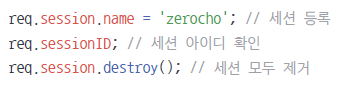 req.session.name = 'zerocho'; // 세션 등록
req.sessionID; // 세션 아이디 확인
req.session.destroy(); // 세션 모두 제거